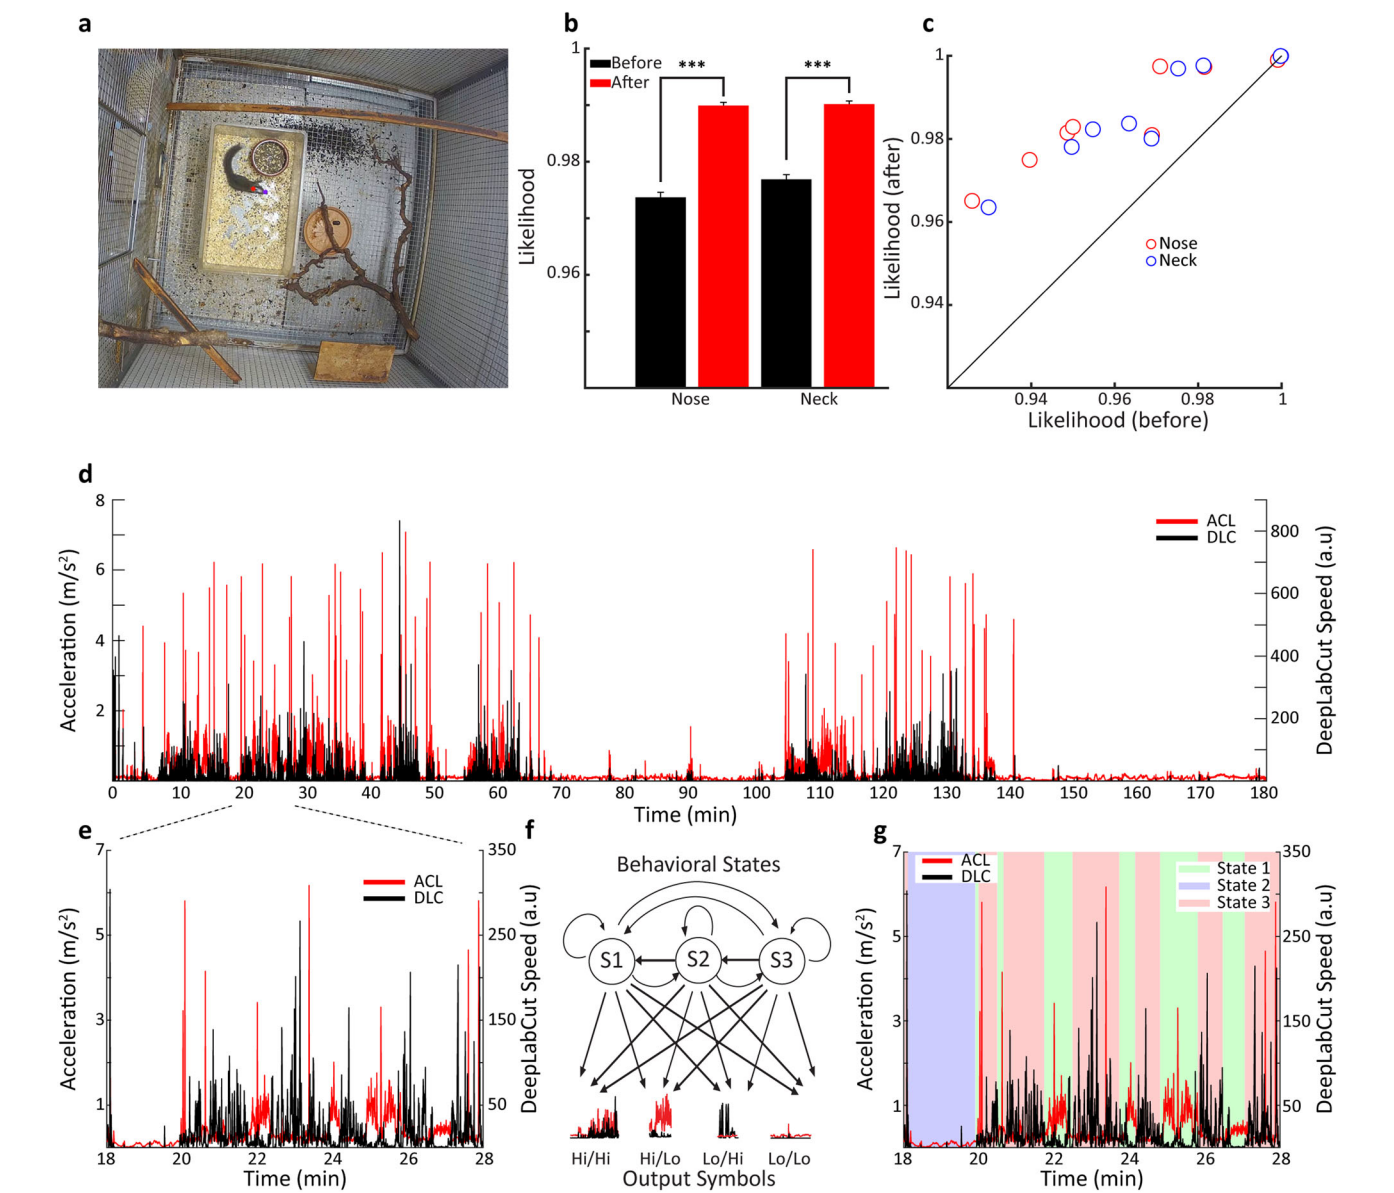 a
b
c
1
0.98
0.96
Likelihood
Before
After
***
***
Nose
Neck
1
0.98
0.96
0.94
Likelihood (after)
Nose
Neck
0.94
0.96
0.98
1
Likelihood (before)
d
8
6
4
2
Acceleration (m/s²)
ACL
DLC
800
600
400
200
DeepLabCut Speed (a.u)
0 10 20 30 40 50 60 70 80 90 100 110 120 130 140 150 160 170 180
Time (min)
e
7
5
3
1
Acceleration (m/s²)
ACL
DLC
350
250
150
50
DeepLabCut Speed (a.u)
18 20 22 24 26 28
Time (min)
f
Behavioral States
S1
S2
S3
Hi/Hi
Hi/Lo
Lo/Hi
Lo/Lo
Output Symbols
g
7
5
3
1
Acceleration (m/s²)
ACL
DLC
State 1
State 2
State 3
350
250
150
50
DeepLabCut Speed (a.u)
18 20 22 24 26 28
Time (min)